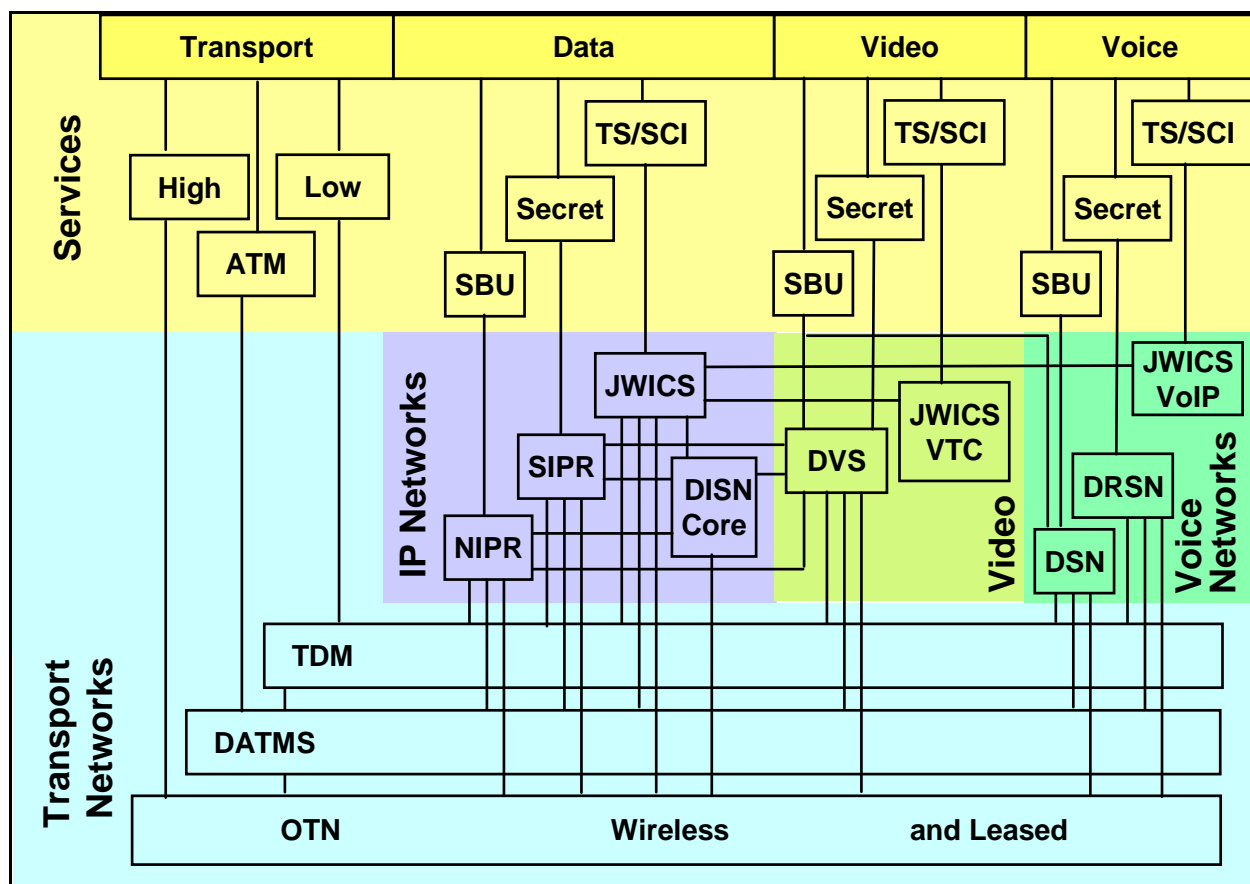 Transport
Data
Video
Voice
Services
High
ATM
Low
SBU
Secret
TS/SCI
SBU
Secret
TS/SCI
SBU
Secret
TS/SCI
IP Networks
JWICS
SIPR
DISN
Core
NIPR
DVS
JWICS
VTC
Video
JWICS
VoIP
DRSN
DSN
Voice
Networks
Transport
Networks
TDM
DATMS
OTN Wireless and Leased